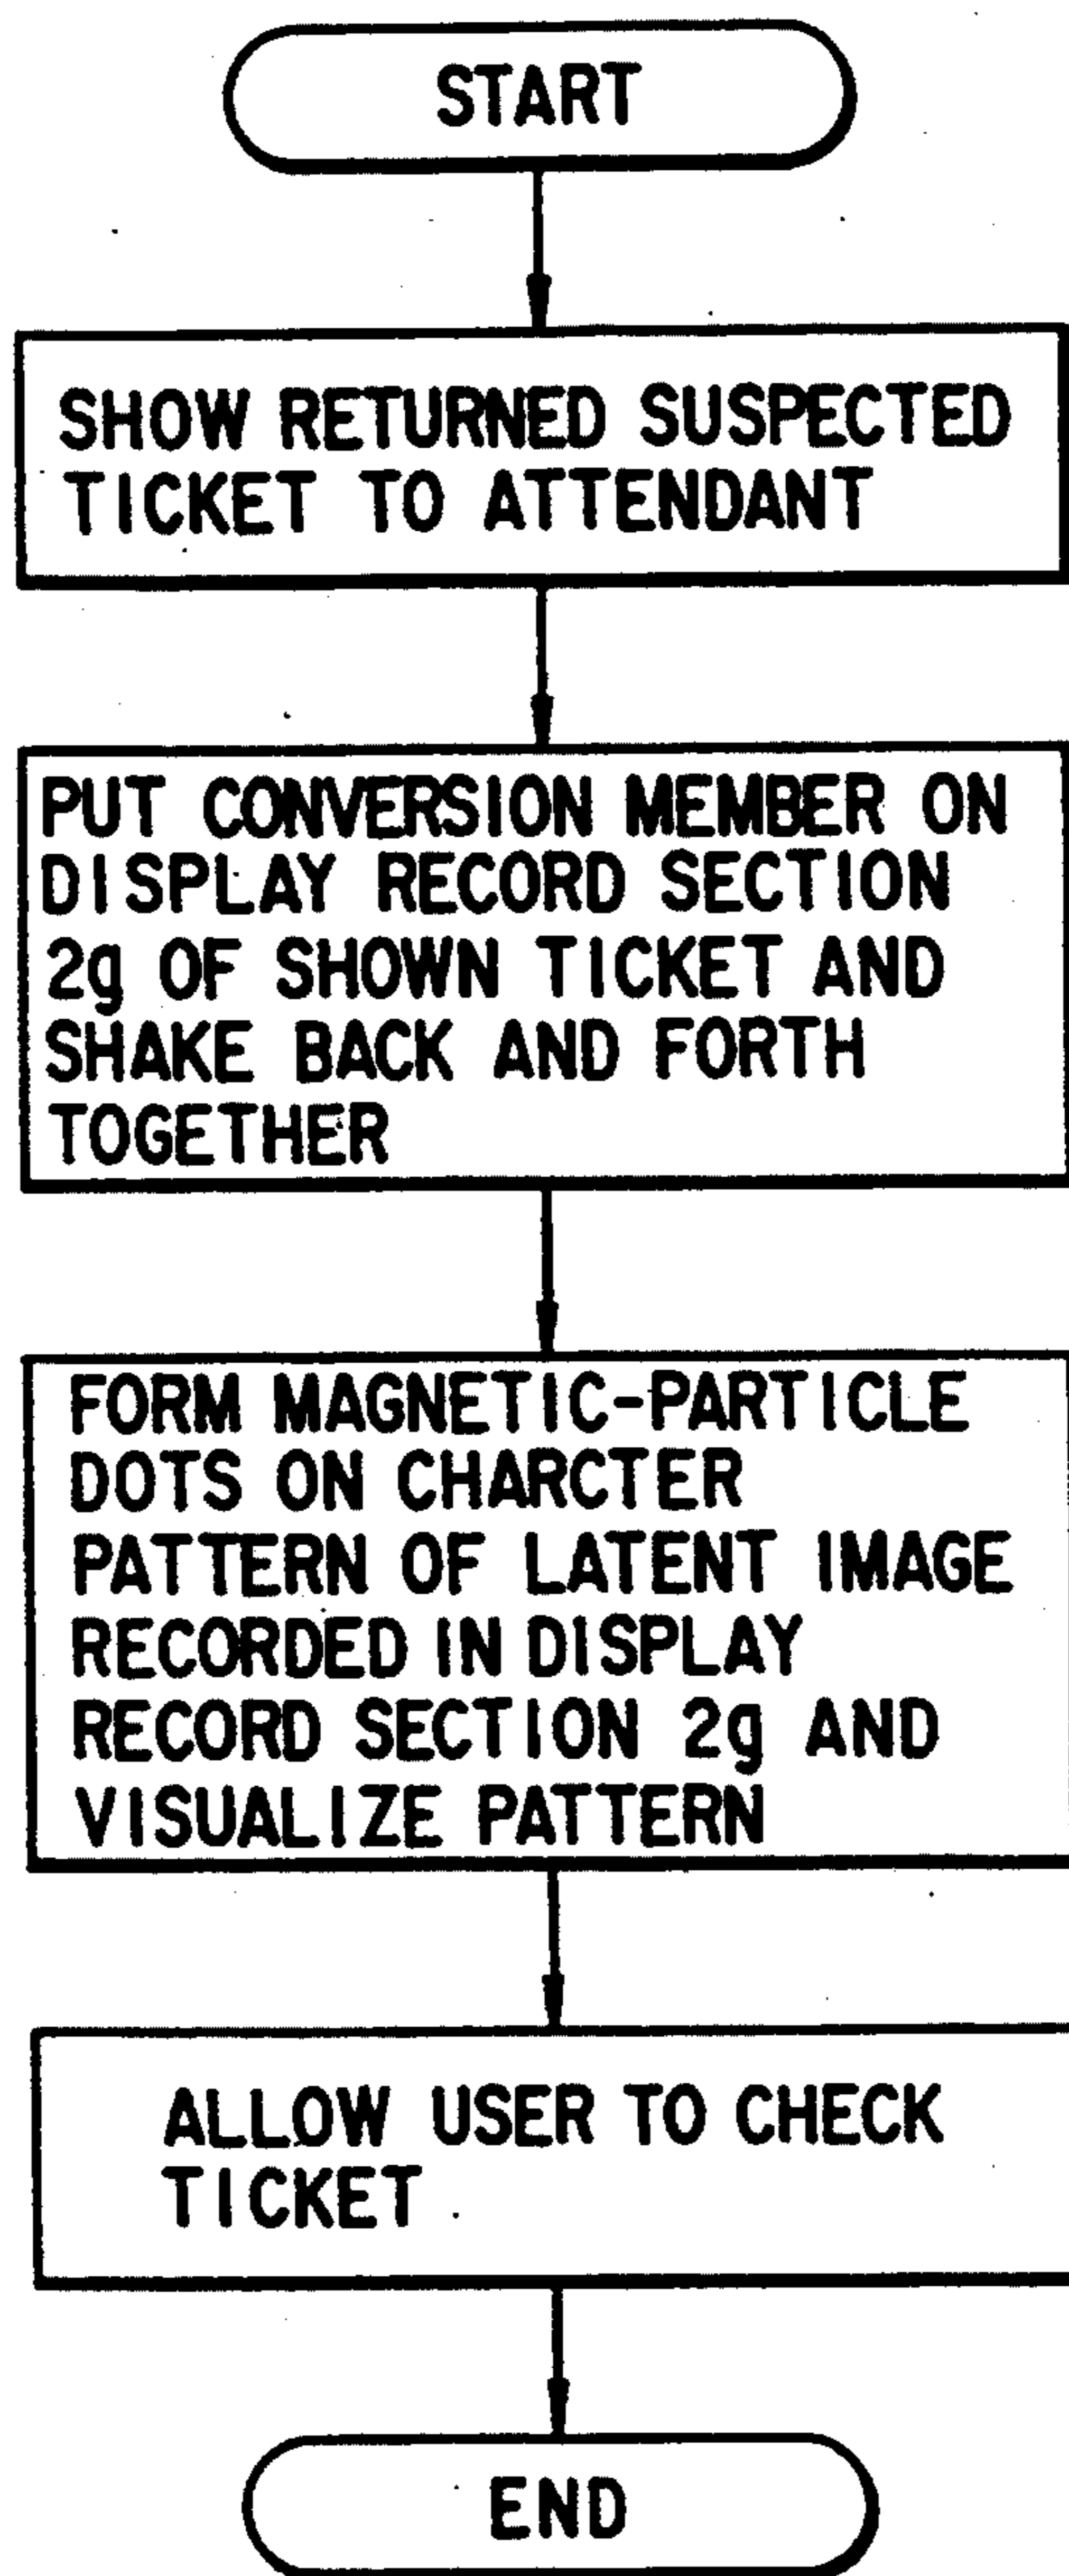 START
SHOW RETURNED SUSPECTED
TICKET TO ATTENDANT
PUT CONVERSION MEMBER ON
DISPLAY RECORD SECTION
2g OF SHOWN TICKET AND
SHAKE BACK AND FORTH
TOGETHER
FORM MAGNETIC-PARTICLE
DOTS ON CHARCTER
PATTERN OF LATENT IMAGE
RECORDED IN DISPLAY
RECORD SECTION 2g AND
VISUALIZE PATTERN
ALLOW USER TO CHECK
TICKET
END